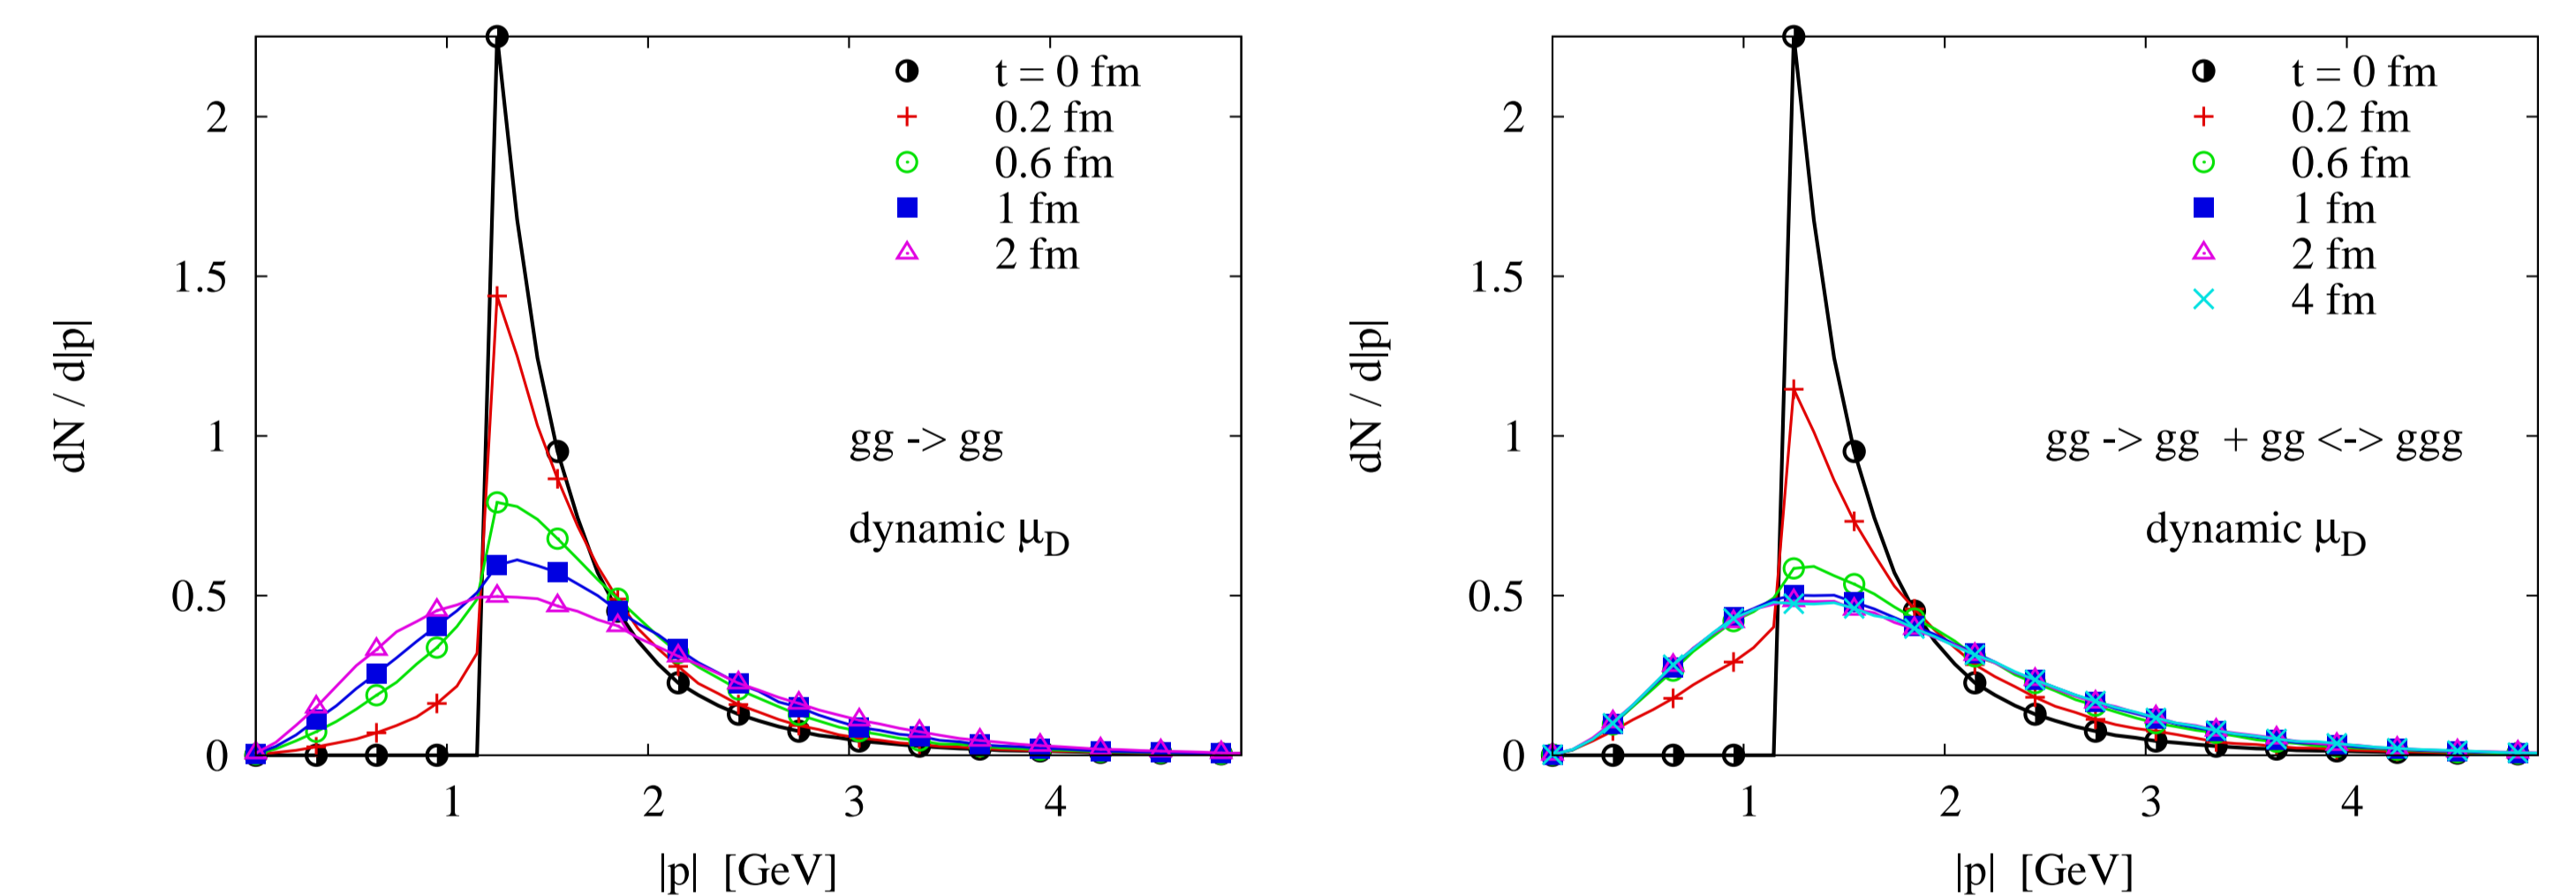 dN / d|p|
2
1.5
1
0.5
0
1
2
3
4
|p| [GeV]
t = 0 fm
0.2 fm
0.6 fm
1 fm
2 fm
gg -> gg
dynamic μD
dN / d|p|
2
1.5
1
0.5
0
1
2
3
4
|p| [GeV]
t = 0 fm
0.2 fm
0.6 fm
1 fm
2 fm
4 fm
gg -> gg + gg <-> ggg
dynamic μD